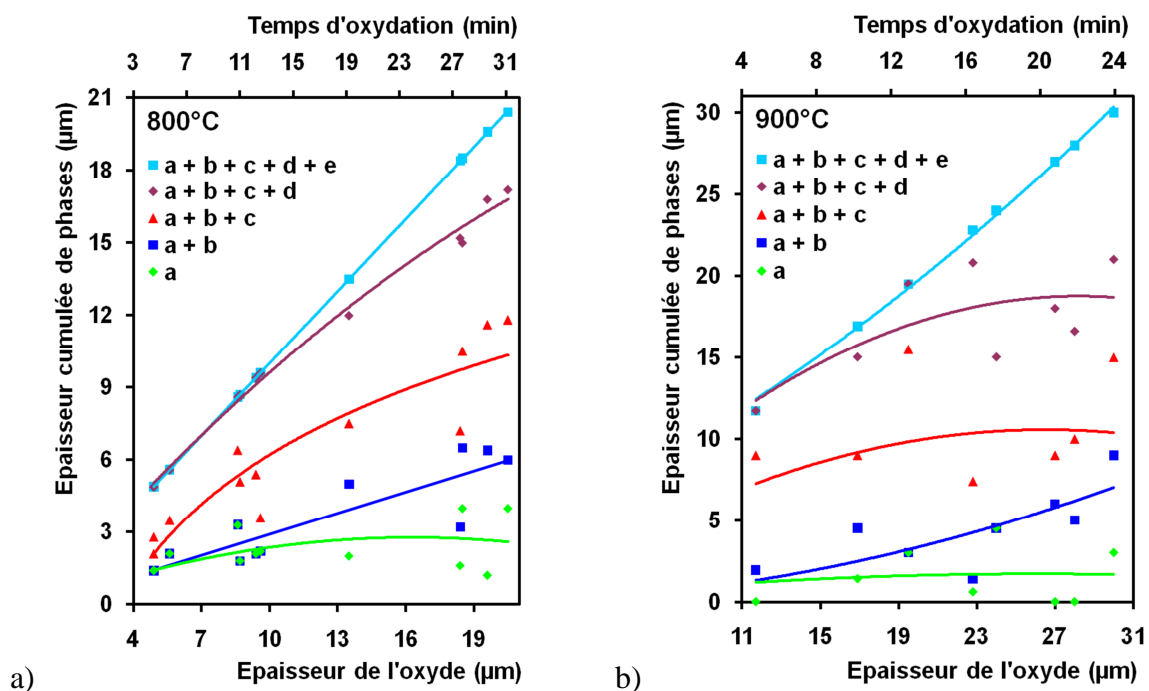 Temps d'oxydation (min)
3 7 11 15 19 23 27 31
21
18
15
12
9
6
3
0
Epaisseur cumulée de phases (µm)
800°C
a + b + c + d + e
a + b + c + d
a + b + c
a + b
a
4 7 10 13 16 19
Epaisseur de l'oxyde (µm)
a)
Temps d'oxydation (min)
4 8 12 16 20 24
30
25
20
15
10
5
0
Epaisseur cumulée de phases (µm)
900°C
a + b + c + d + e
a + b + c + d
a + b + c
a + b
a
11 15 19 23 27 31
Epaisseur de l'oxyde (µm)
b)